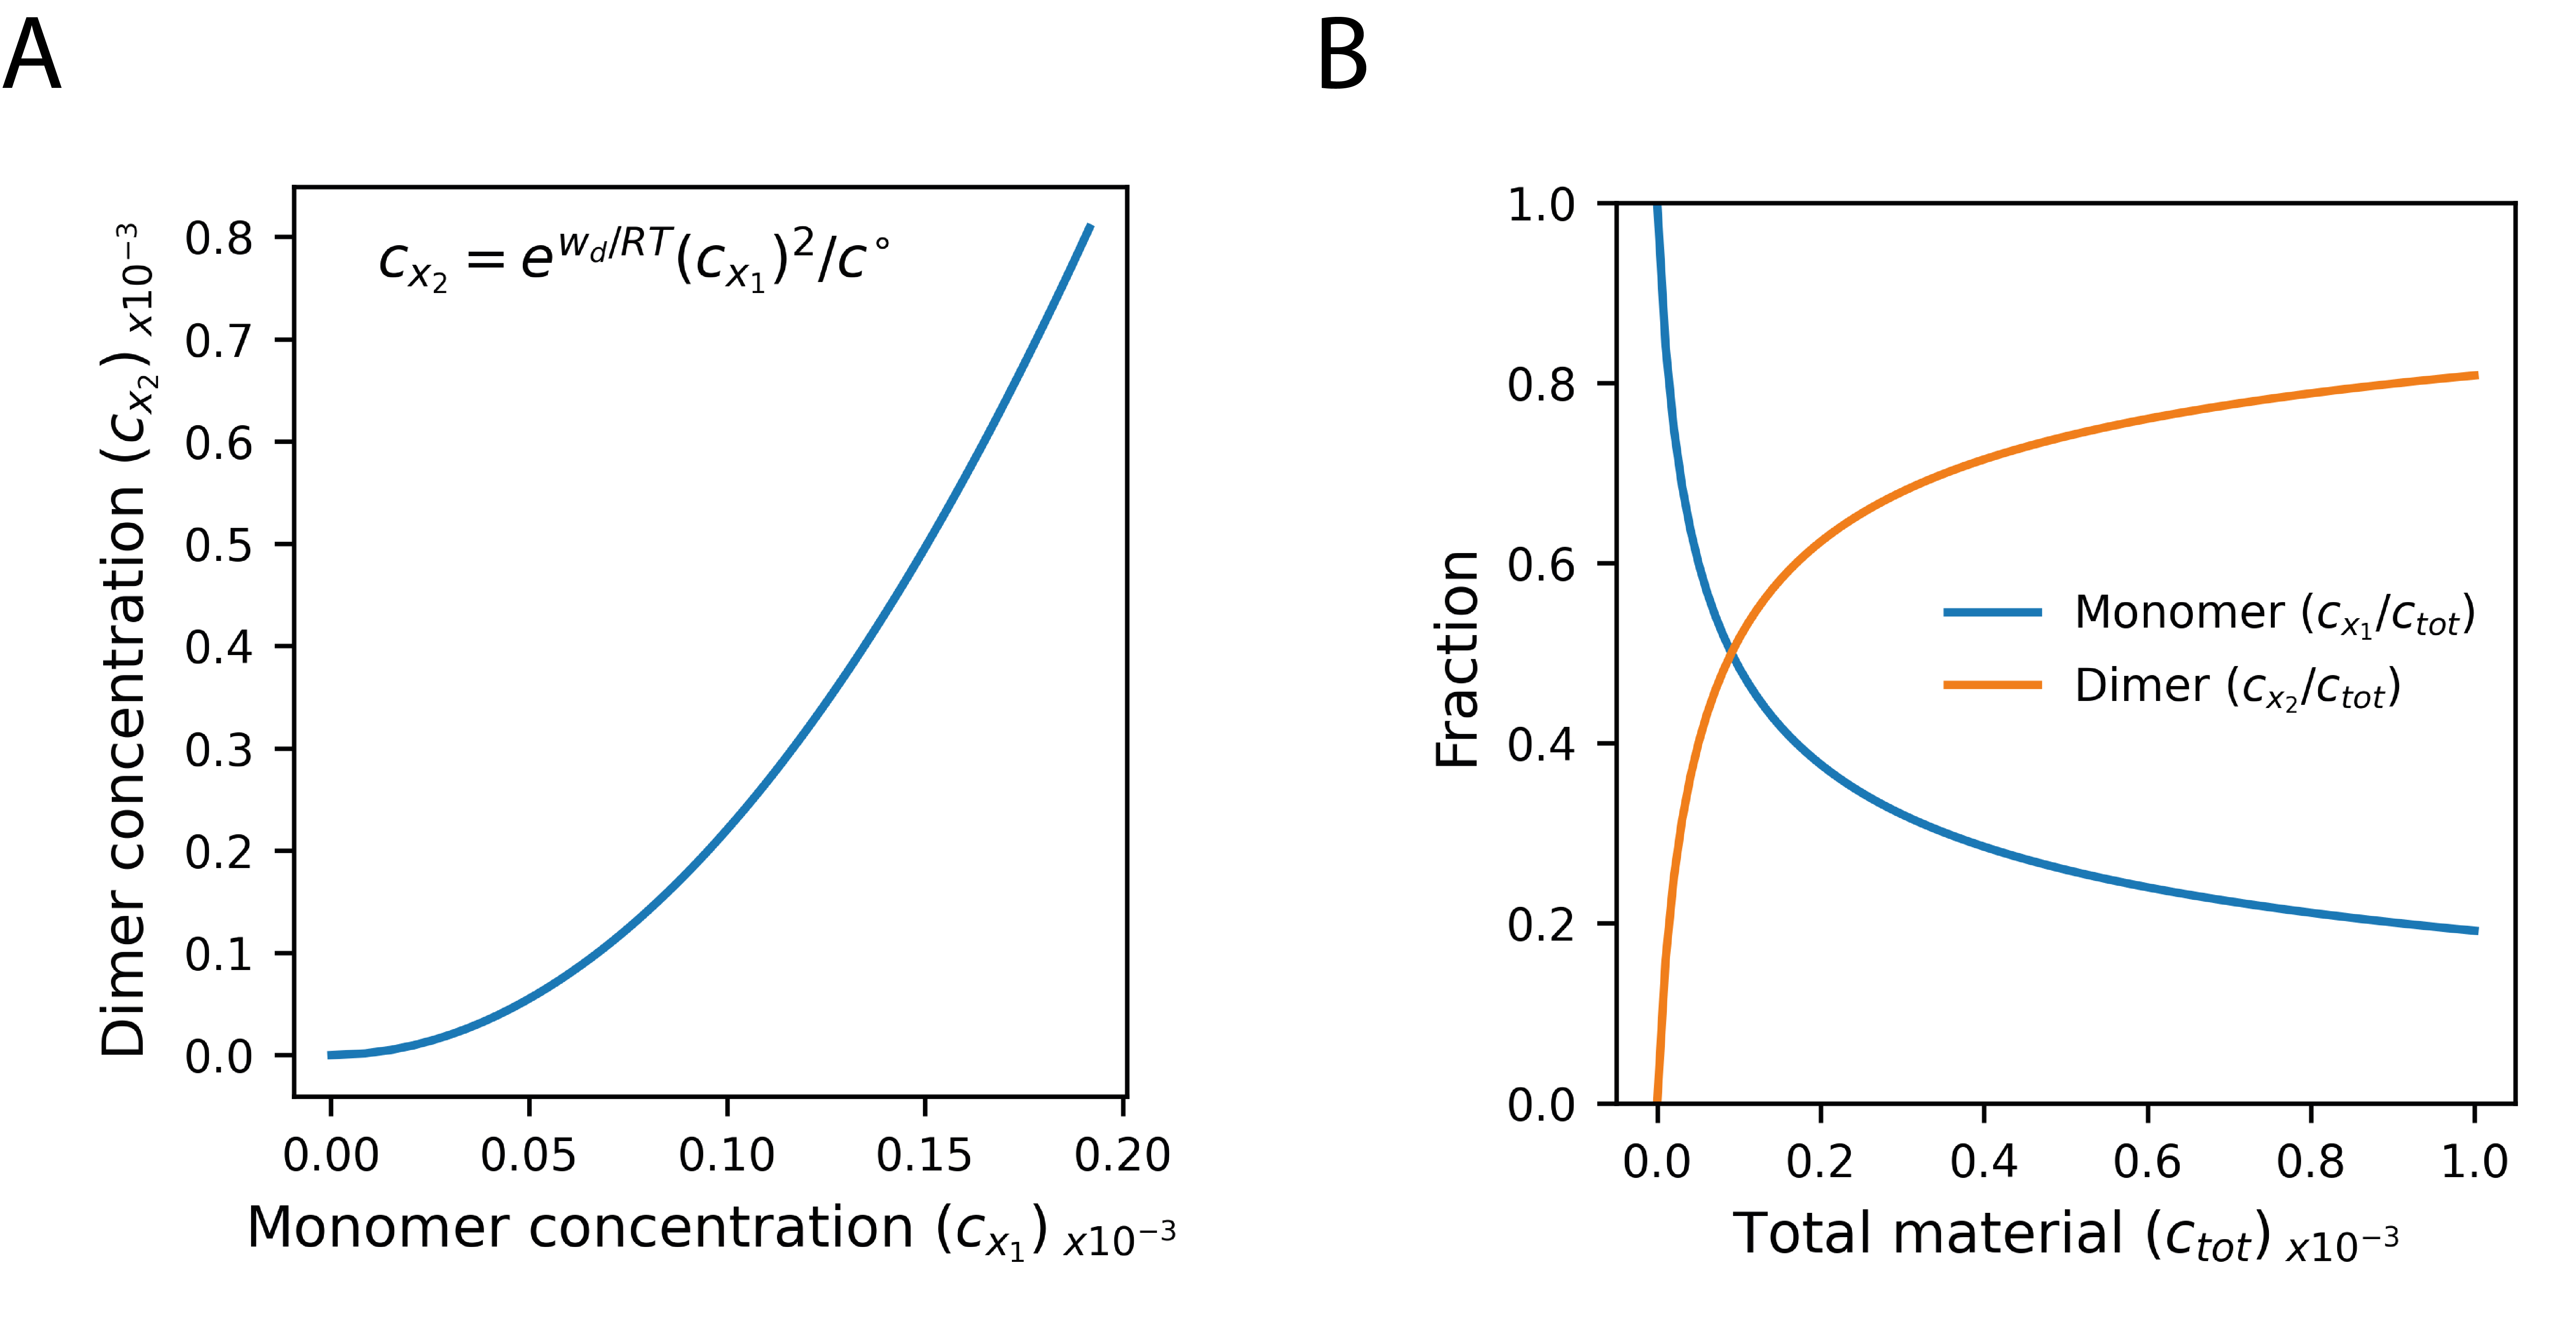 A
B
c_{x_2} = e^{w_d/RT}(c_{x_1})^2/c^∘
Dimer concentration (c_{x_2}) x10^{−3}
0.8
0.7
0.6
0.5
0.4
0.3
0.2
0.1
0.0
0.00 0.05 0.10 0.15 0.20
Monomer concentration (c_{x_1}) x10^{−3}
Fraction
1.0
0.8
0.6
0.4
0.2
0.0
Monomer (c_{x_1}/c_{tot})
Dimer (c_{x_2}/c_{tot})
0.0 0.2 0.4 0.6 0.8 1.0
Total material (c_{tot}) x10^{−3}